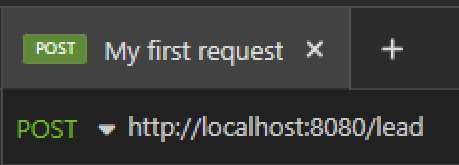 POST My first request × +
POST http://localhost:8080/lead